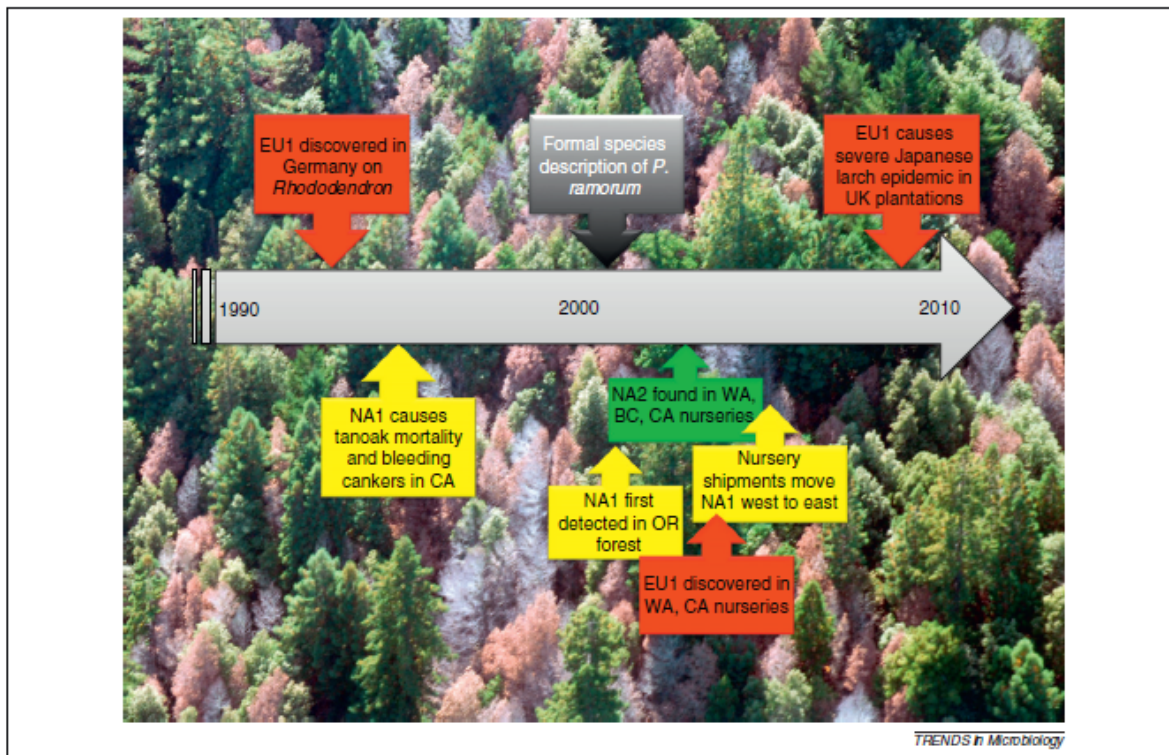 EU1 discovered in
Germany on
Rhododendron
Formal species
description of P.
ramorum
EU1 causes
severe Japanese
larch epidemic in
UK plantations
1990
2000
2010
NA1 causes
tanoak mortality
and bleeding
cankers in CA
NA2 found in WA,
BC, CA nurseries
Nursery
shipments move
NA1 west to east
NA1 first
detected in OR
forest
EU1 discovered in
WA, CA nurseries
TRENDS in Microbiology